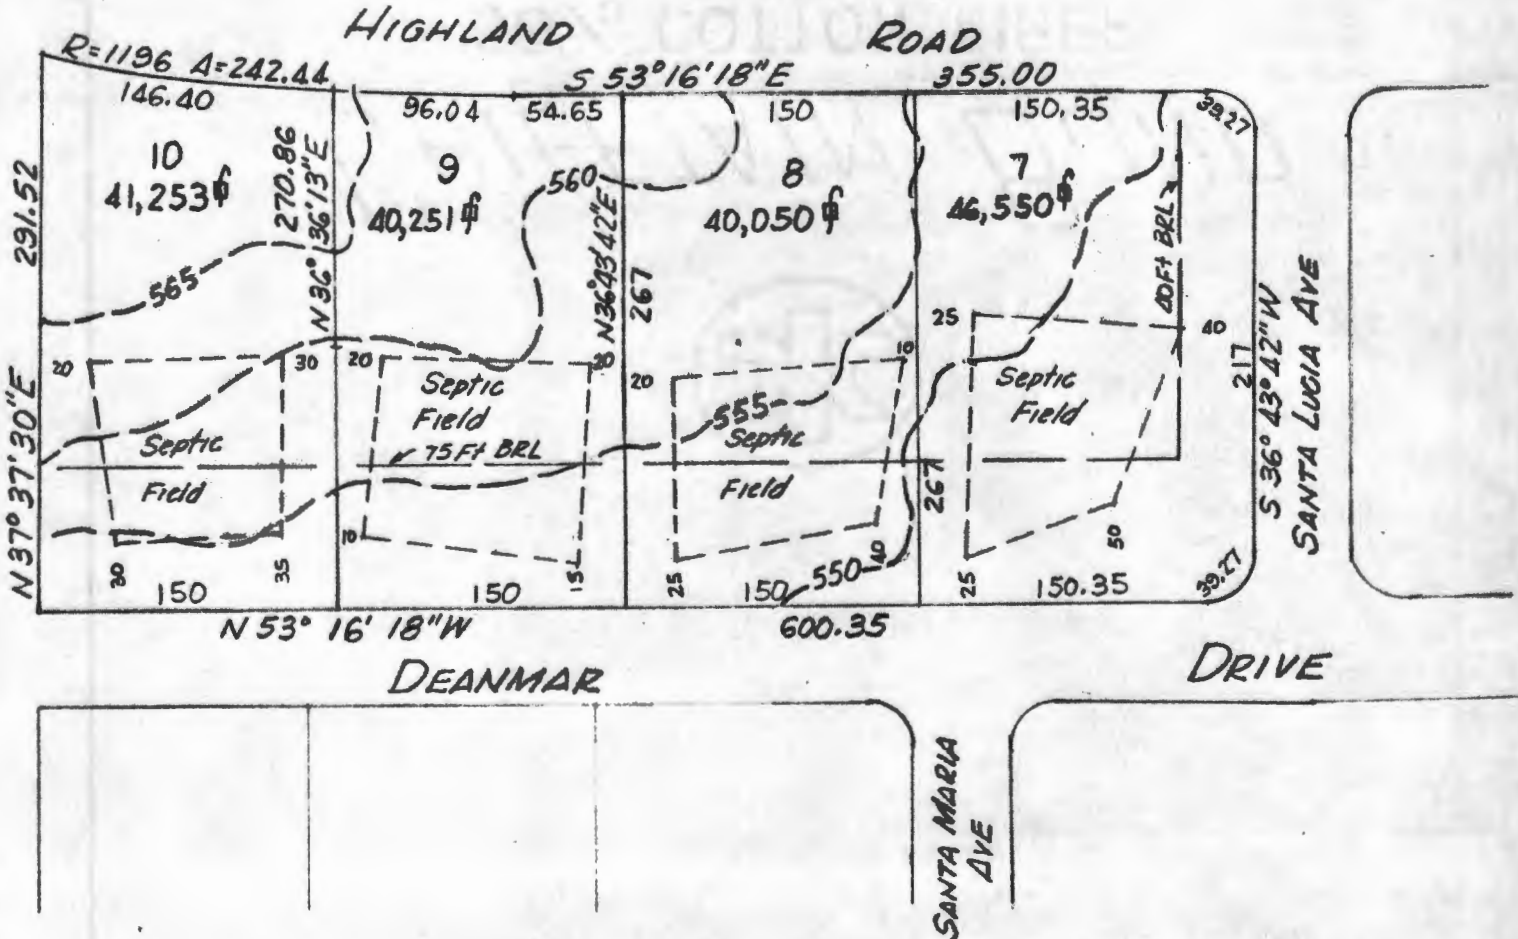 HIGHLAND ROAD
R=1196 A=242.44
S 53°16'18"E 355.00
146.40
96.04
54.65
150
150.35
39.27
10
41,253
9
40,251
8
40,050
7
46,550
291.52
N 37° 37' 30"E
270.86
N 36° 36' 13"E
N 36° 43' 42"E
267
267
565
560
555
550
40 Ft BRL
75 Ft BRL
20
30
Septic
Field
30
35
20
20
Septic
Field
10
15
20
10
Septic
Field
25
40
25
40
Septic
Field
25
50
217
S 36° 43' 42"W
SANTA LUCIA AVE
39.27
150
150
150
150.35
N 53° 16' 18"W
600.35
DEANMAR DRIVE
SANTA MARIA
AVE